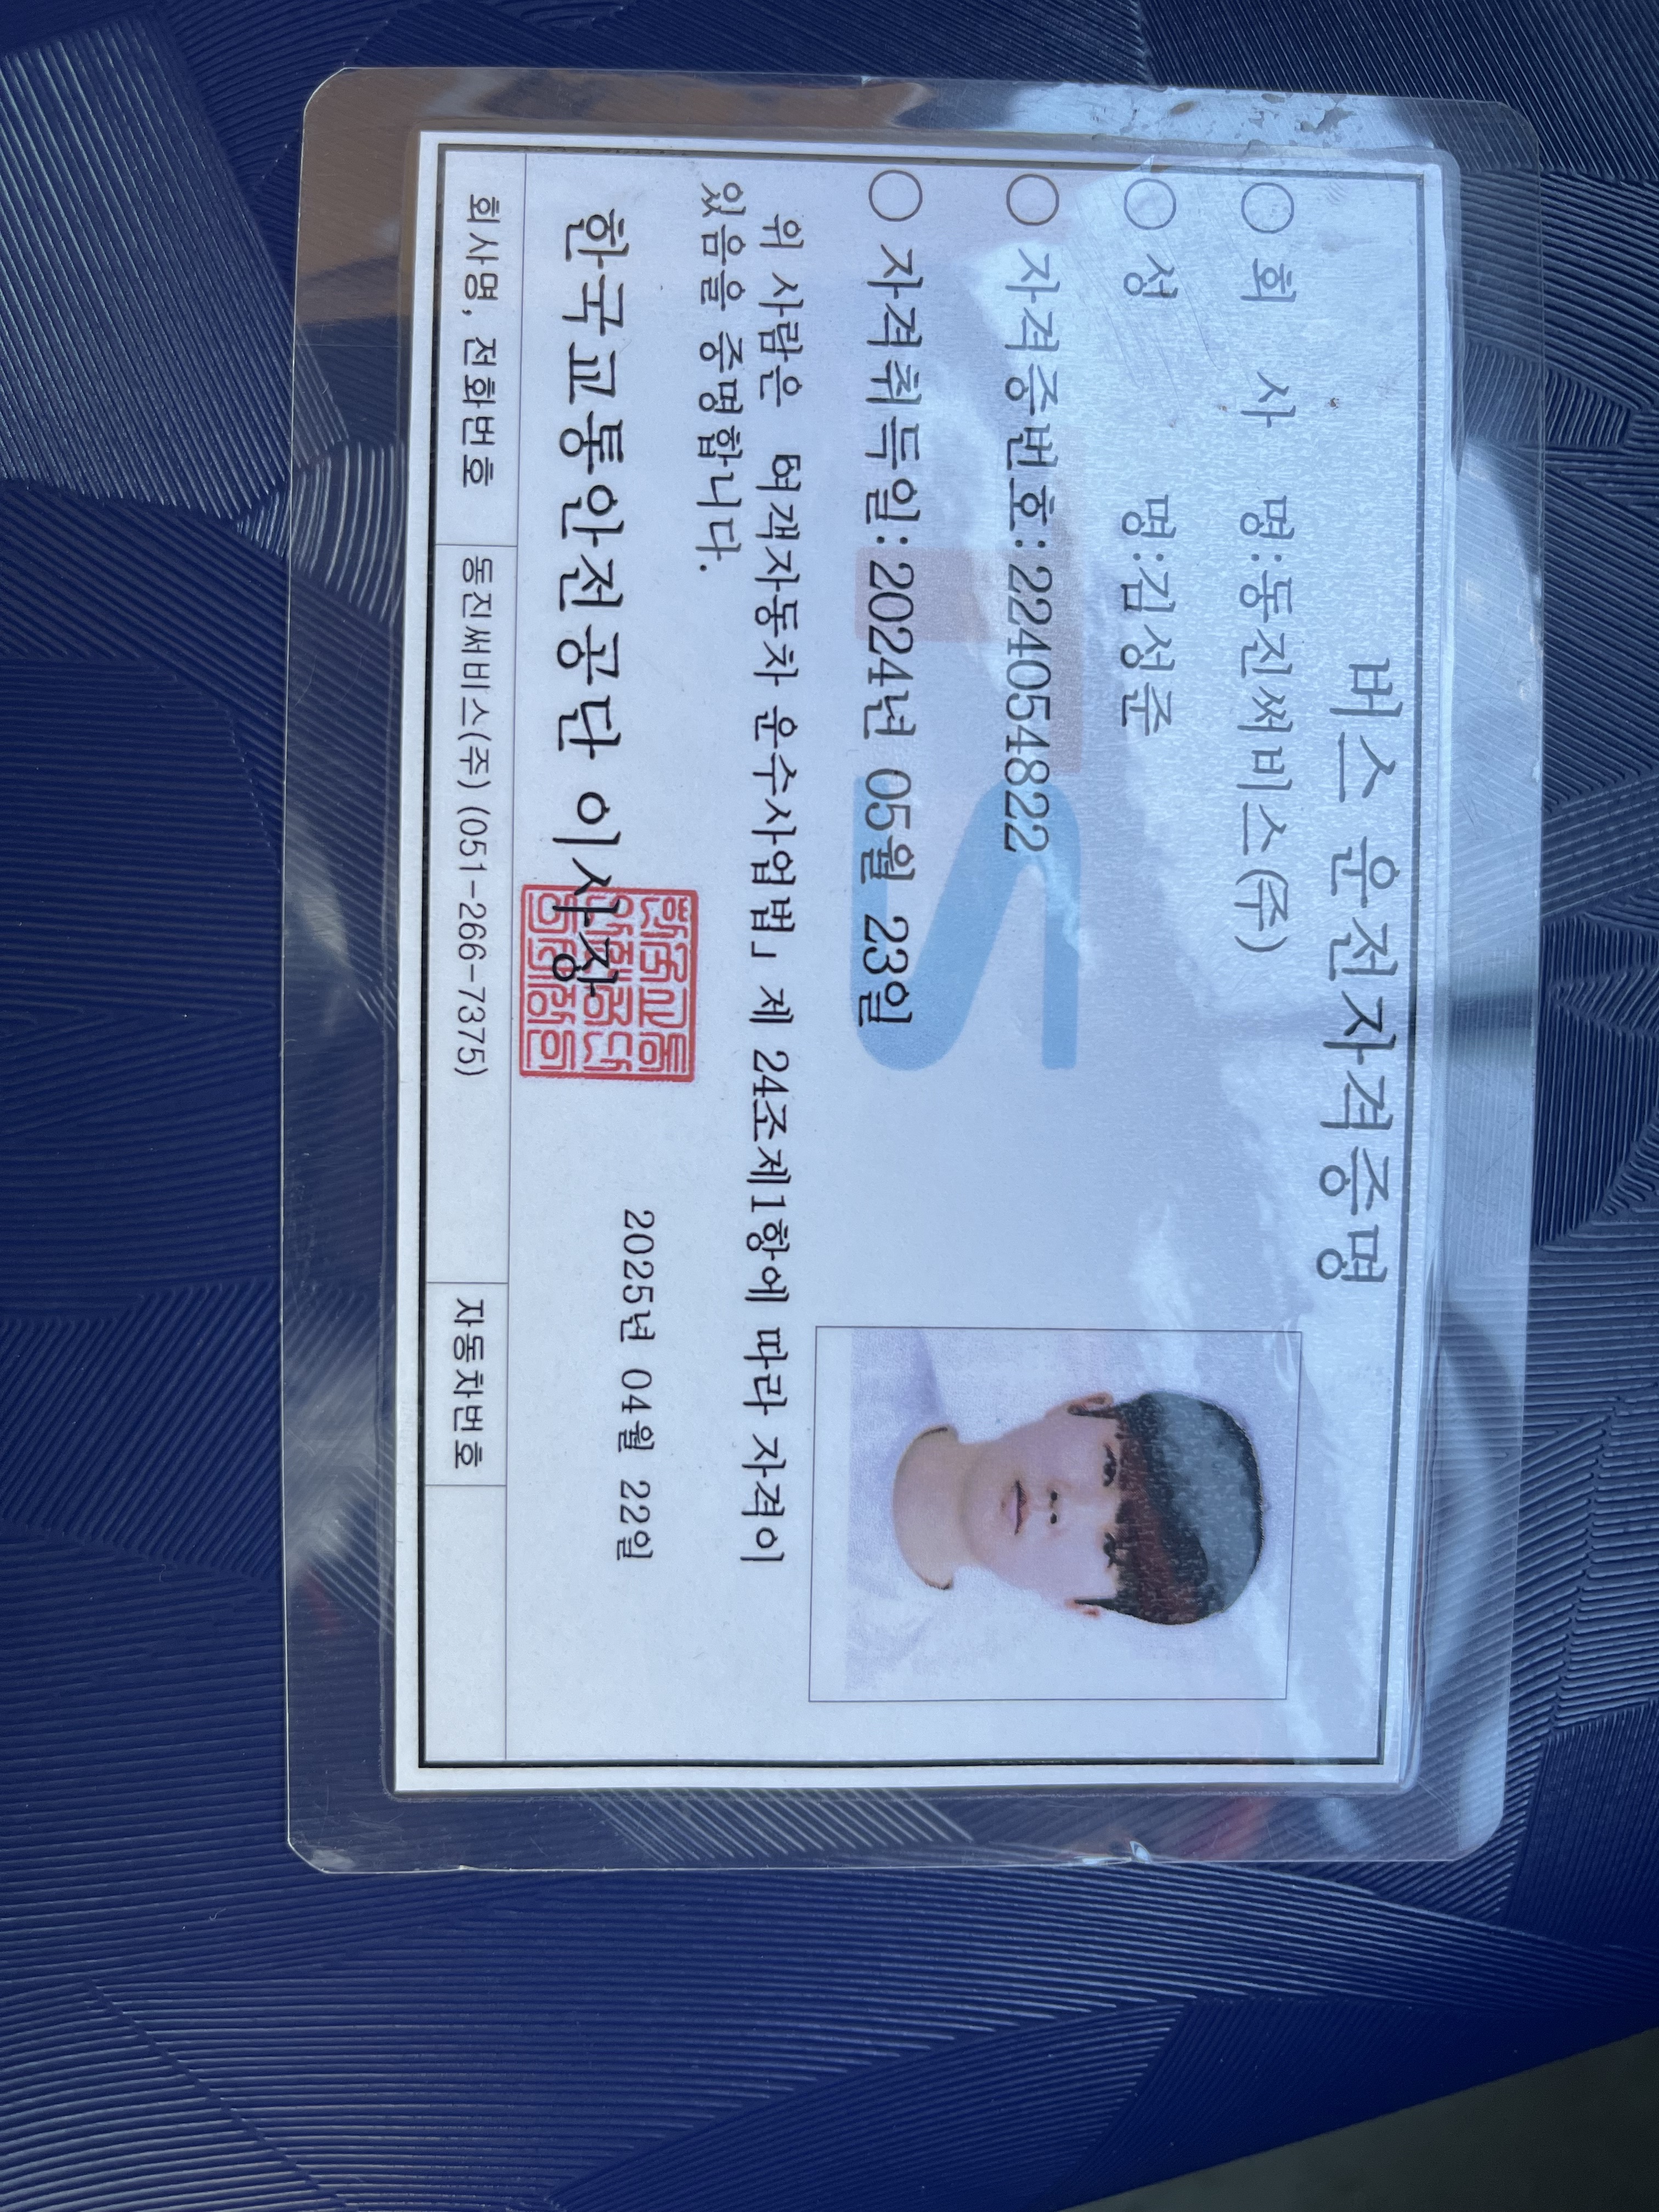 버스 운전자격증명
○ 회 사 명:동진써비스(주)
○ 성 명:김성준
○ 자격증번호:224054822
○ 자격취득일:2024년 05월 23일
위 사람은 「여객자동차 운수사업법」 제 24조제1항에 따라 자격이
있음을 증명합니다.
2025년 04월 22일
한국교통안전공단 이사장
회사명, 전화번호 동진써비스(주) (051-266-7375) 자동차번호